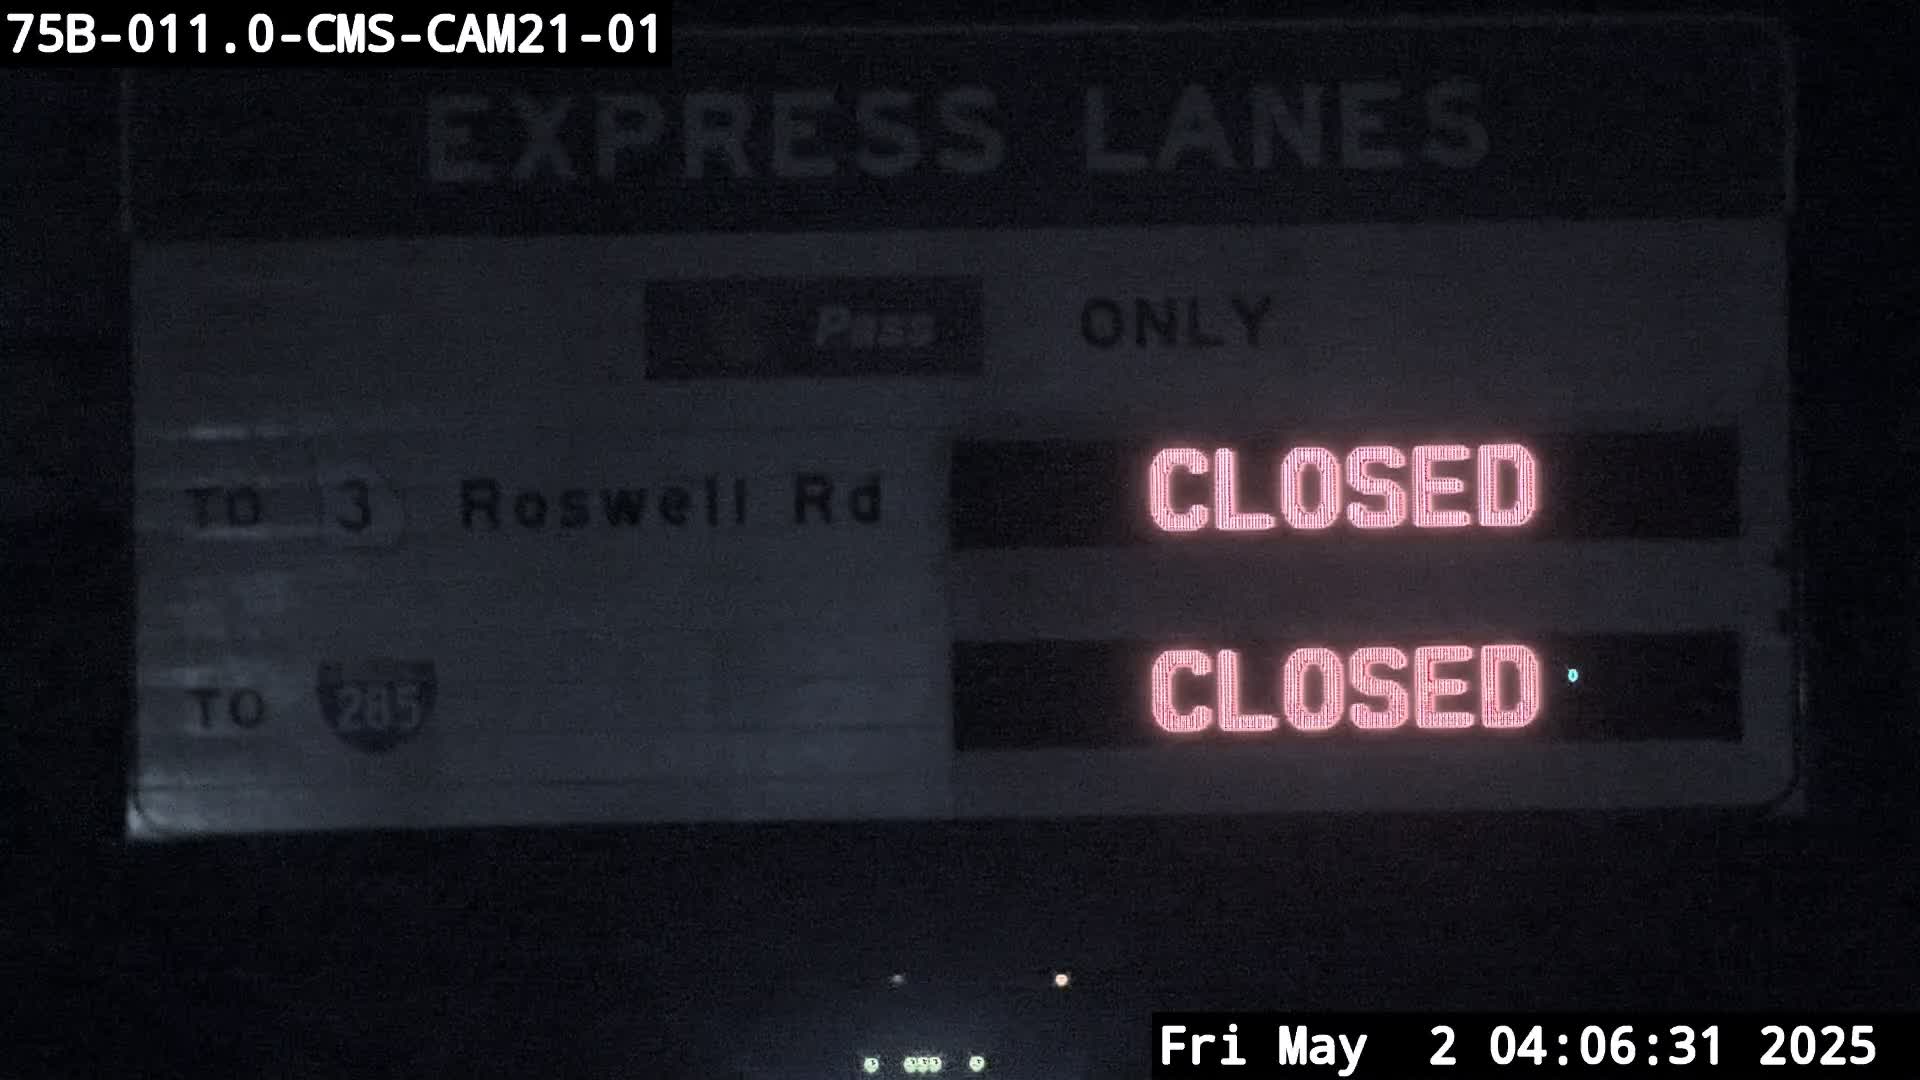 75B-011.0-CMS-CAM21-01
EXPRESS LANES
Pass ONLY
TO 3 Roswell Rd CLOSED
TO 285 CLOSED
Fri May 2 04:06:31 2025